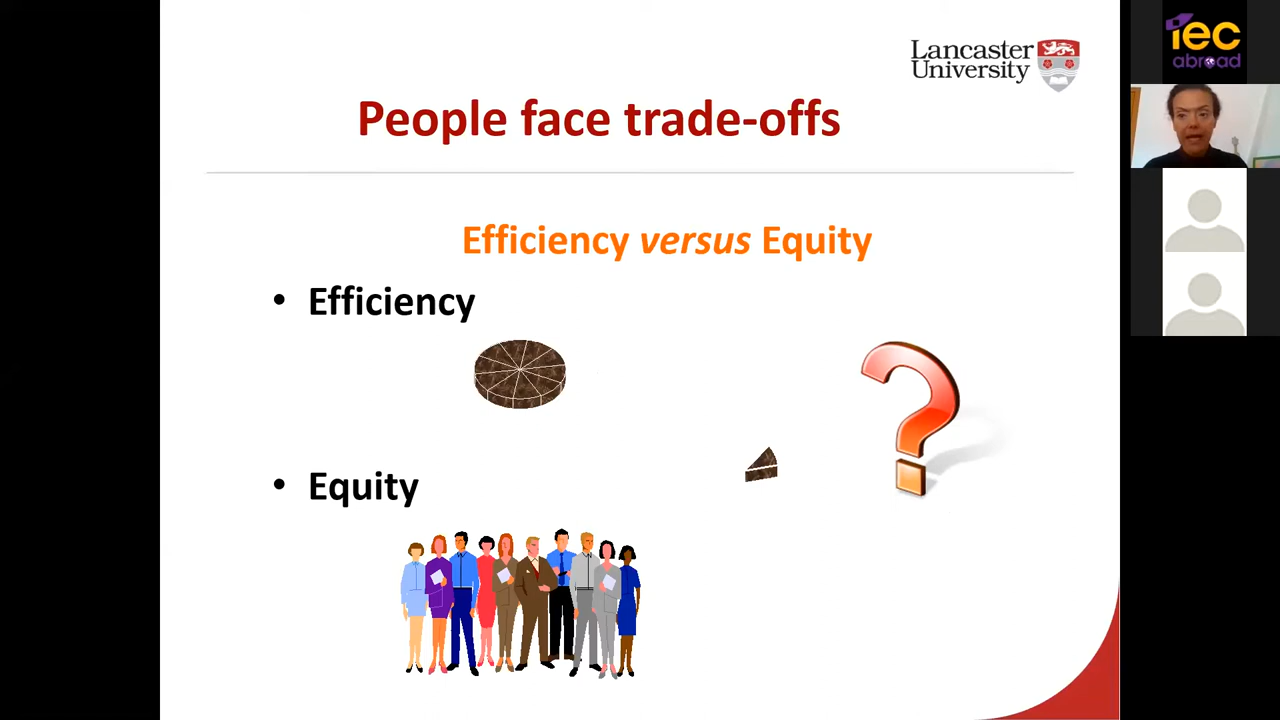 Lancaster
University
iec
abroad
People face trade-offs
Efficiency versus Equity
• Efficiency
• Equity